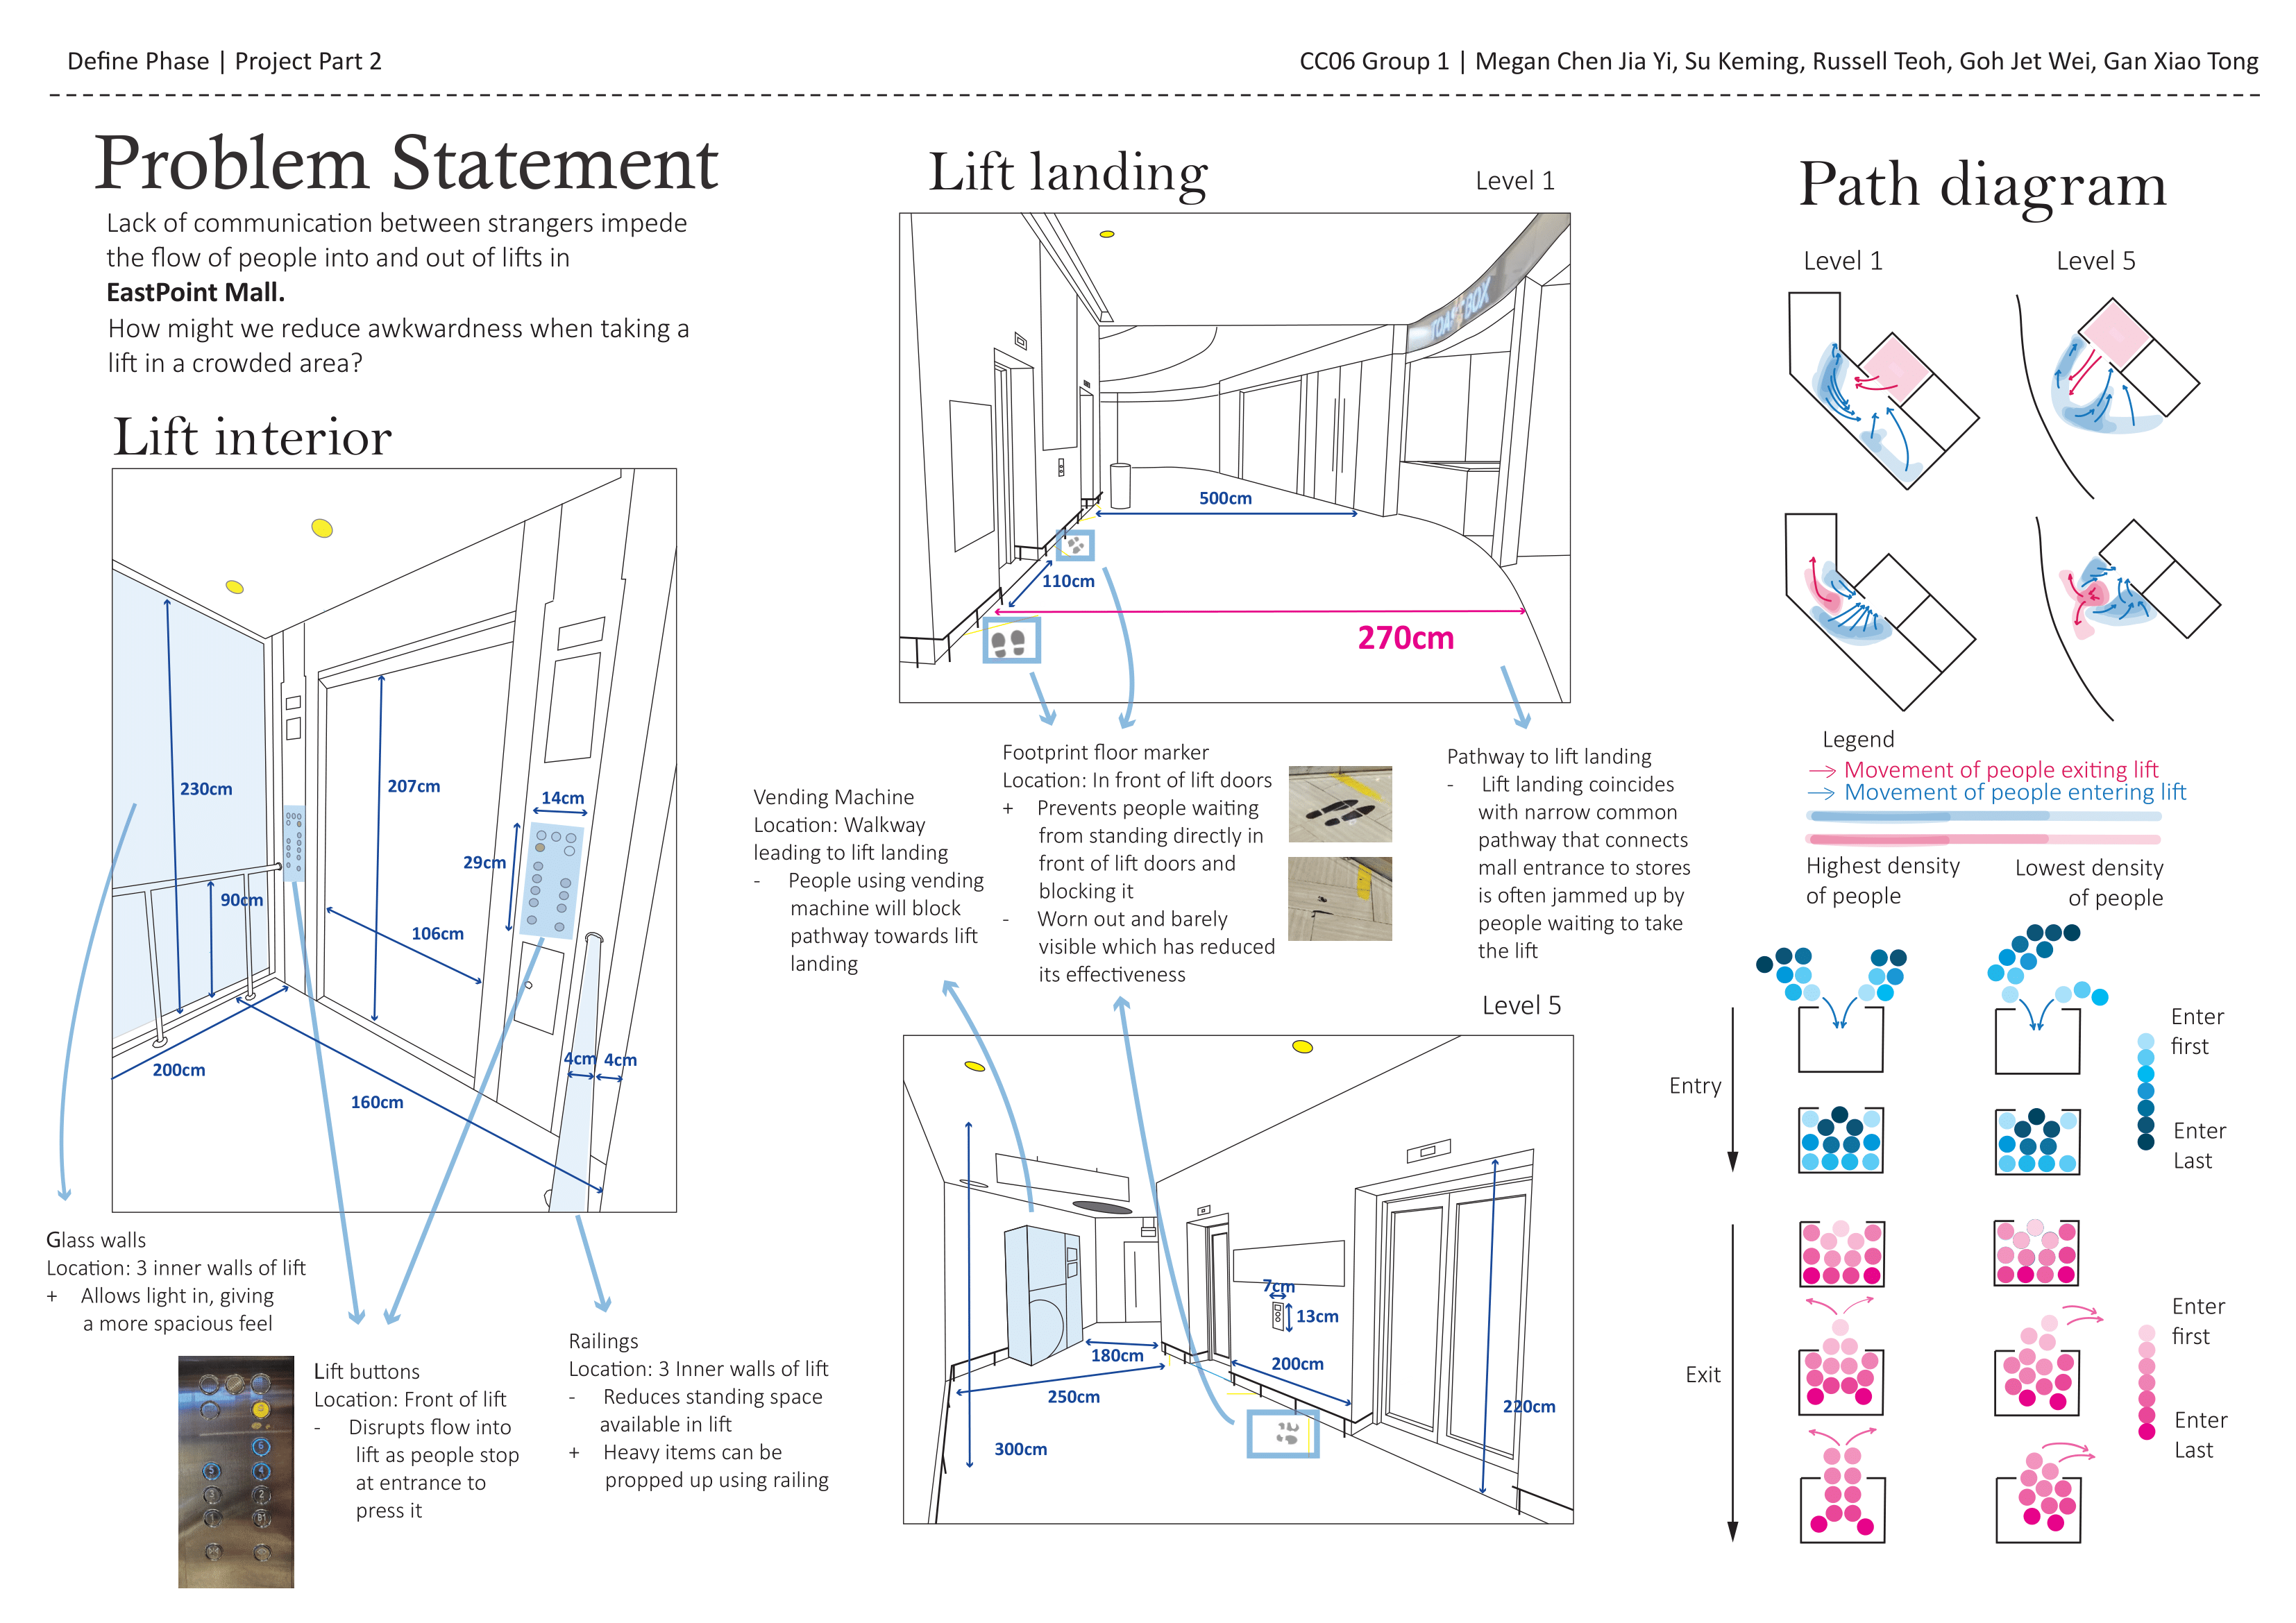 Define Phase | Project Part 2
CC06 Group 1 | Megan Chen Jia Yi, Su Keming, Russell Teoh, Goh Jet Wei, Gan Xiao Tong
Problem Statement
Lack of communication between strangers impede
the flow of people into and out of lifts in
EastPoint Mall.
How might we reduce awkwardness when taking a
lift in a crowded area?
Lift interior
230cm
207cm
14cm
29cm
90cm
106cm
200cm
160cm
4cm
4cm
Glass walls
Location: 3 inner walls of lift
+ Allows light in, giving
a more spacious feel
Lift buttons
Location: Front of lift
- Disrupts flow into
lift as people stop
at entrance to
press it
6
5
4
3
2
1
B1
Railings
Location: 3 Inner walls of lift
- Reduces standing space
available in lift
+ Heavy items can be
propped up using railing
Lift landing
Level 1
TOAST BOX
500cm
110cm
270cm
Vending Machine
Location: Walkway
leading to lift landing
- People using vending
machine will block
pathway towards lift
landing
Footprint floor marker
Location: In front of lift doors
+ Prevents people waiting
from standing directly in
front of lift doors and
blocking it
- Worn out and barely
visible which has reduced
its effectiveness
Pathway to lift landing
- Lift landing coincides
with narrow common
pathway that connects
mall entrance to stores
is often jammed up by
people waiting to take
the lift
Level 5
7cm
13cm
180cm
200cm
250cm
220cm
300cm
Path diagram
Level 1
Level 5
Legend
Movement of people exiting lift
Movement of people entering lift
Highest density
of people
Lowest density
of people
Entry
Enter
first
Enter
Last
Exit
Enter
first
Enter
Last